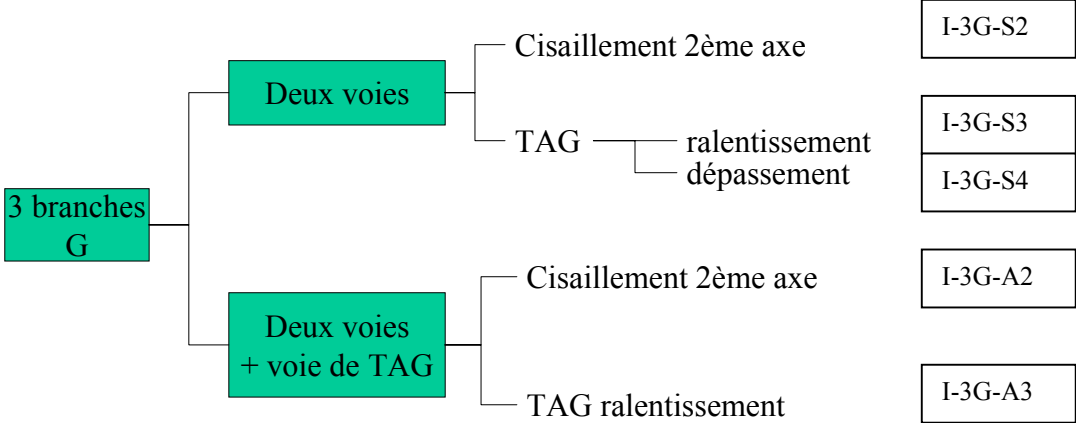 I-3G-S2
Cisaillement 2ème axe
Deux voies
I-3G-S3
TAG
ralentissement
dépassement
I-3G-S4
3 branches
G
Cisaillement 2ème axe
I-3G-A2
Deux voies
+ voie de TAG
TAG ralentissement
I-3G-A3